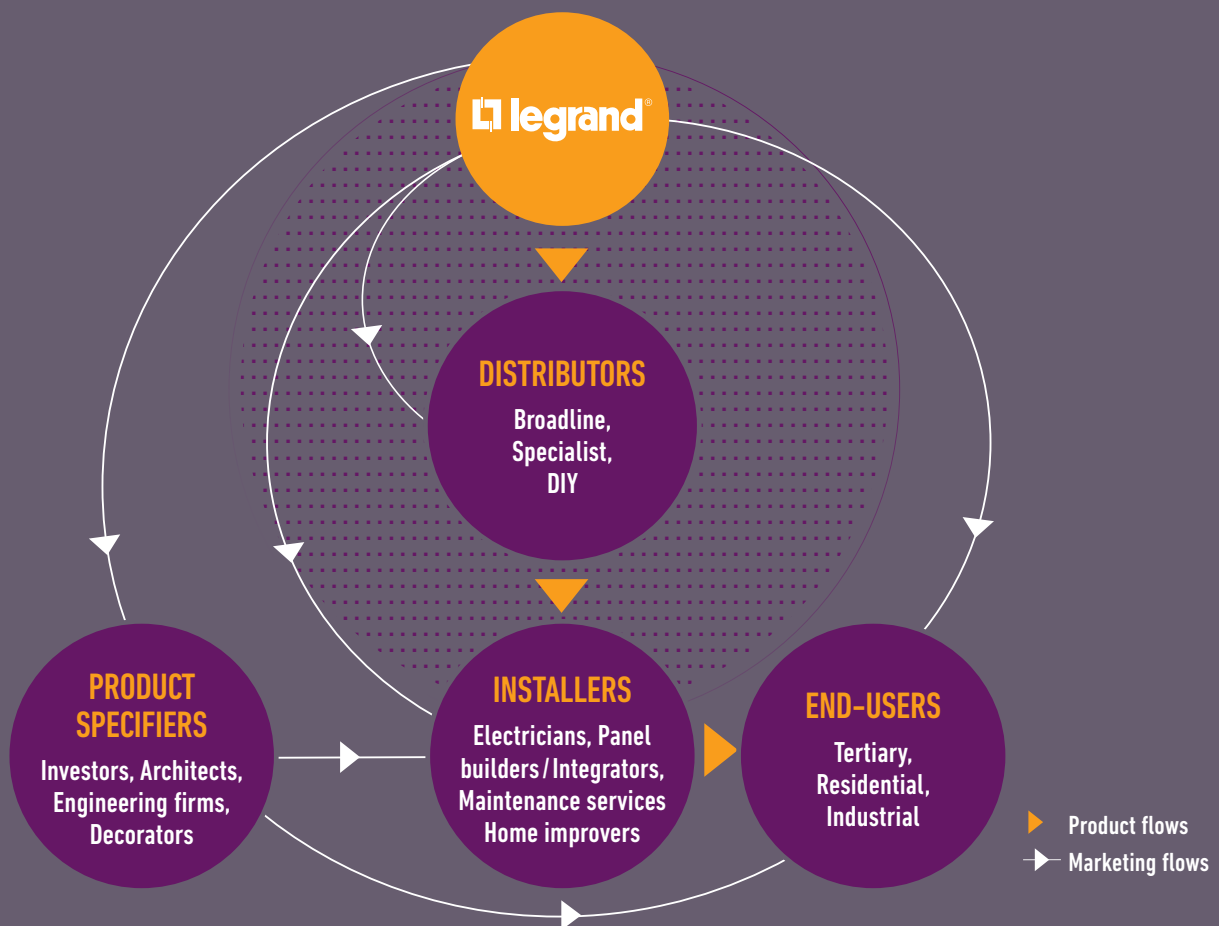 legrand®
DISTRIBUTORS
Broadline,
Specialist,
DIY
PRODUCT
SPECIFIERS
Investors, Architects,
Engineering firms,
Decorators
INSTALLERS
Electricians, Panel
builders / Integrators,
Maintenance services
Home improvers
END-USERS
Tertiary,
Residential,
Industrial
Product flows
Marketing flows